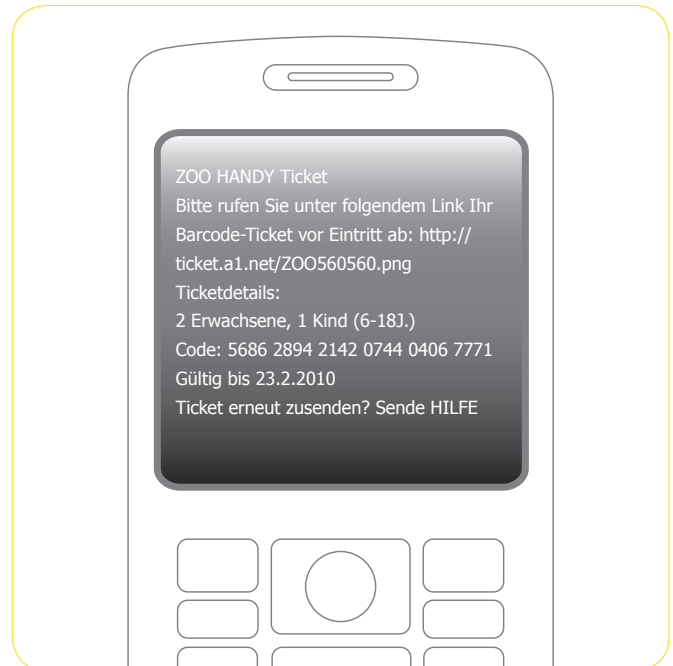 ZOO HANDY Ticket
Bitte rufen Sie unter folgendem Link Ihr
Barcode-Ticket vor Eintritt ab: http://
ticket.a1.net/ZOO560560.png
Ticketdetails:
2 Erwachsene, 1 Kind (6-18J.)
Code: 5686 2894 2142 0744 0406 7771
Gültig bis 23.2.2010
Ticket erneut zusenden? Sende HILFE